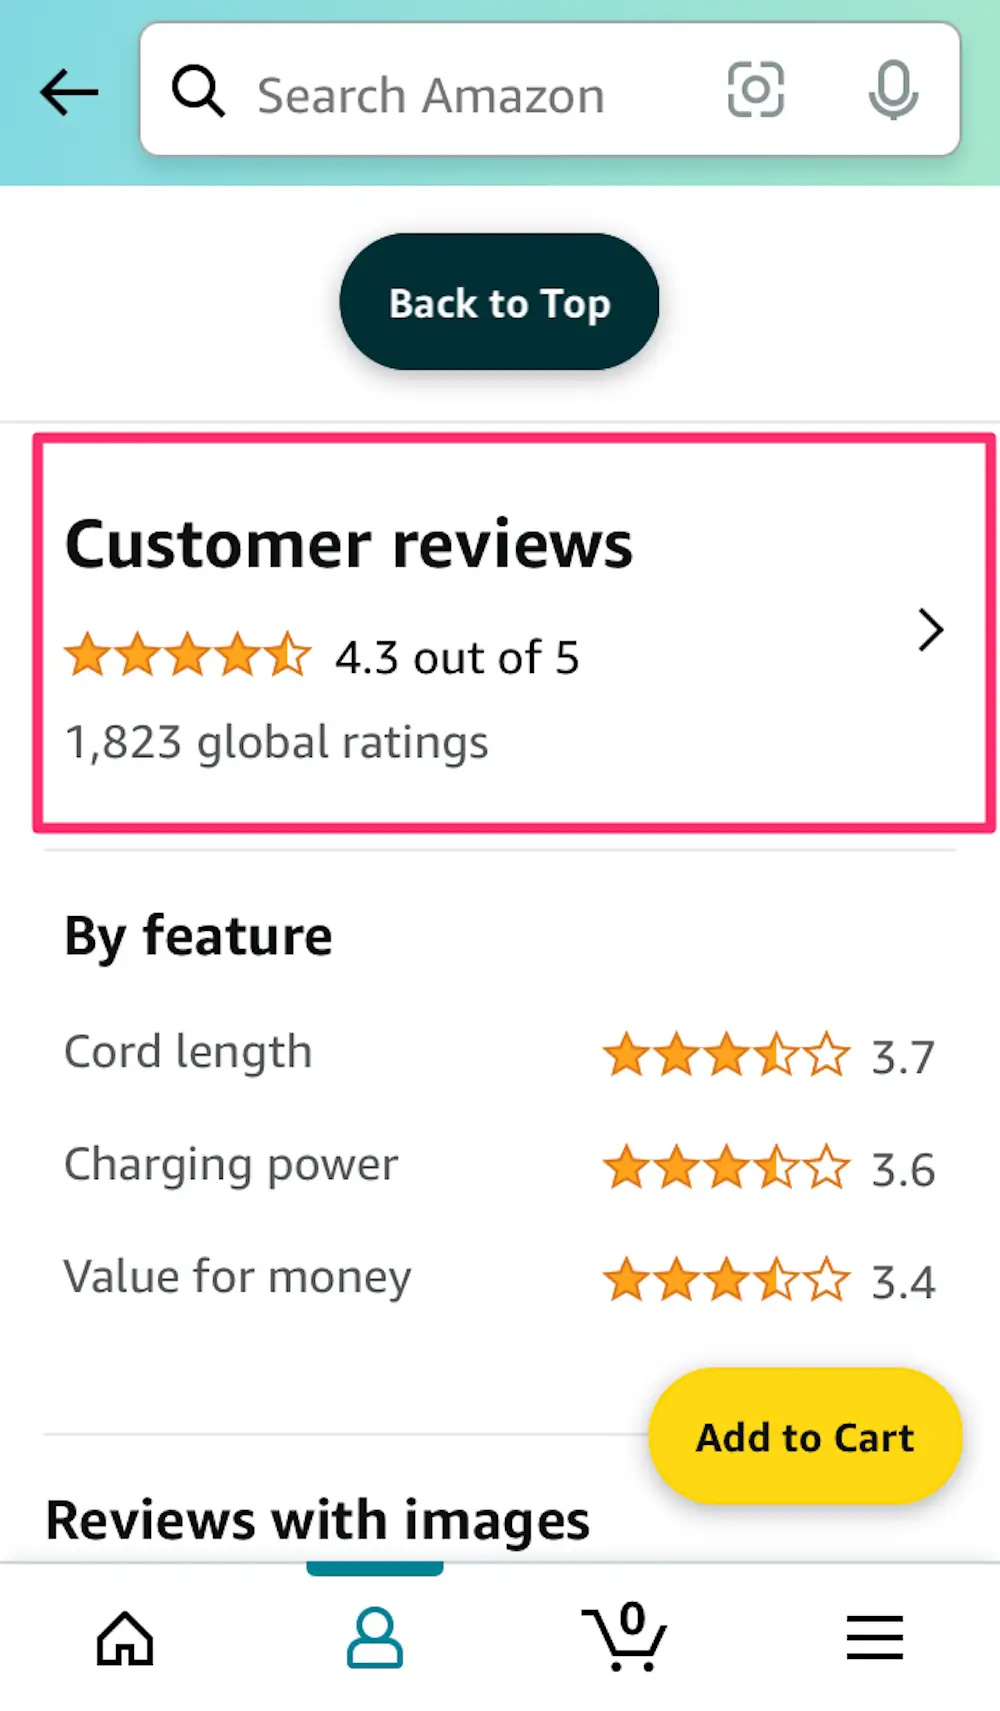 Search Amazon
Back to Top
Customer reviews
4.3 out of 5
1,823 global ratings
By feature
Cord length 3.7
Charging power 3.6
Value for money 3.4
Add to Cart
Reviews with images
0